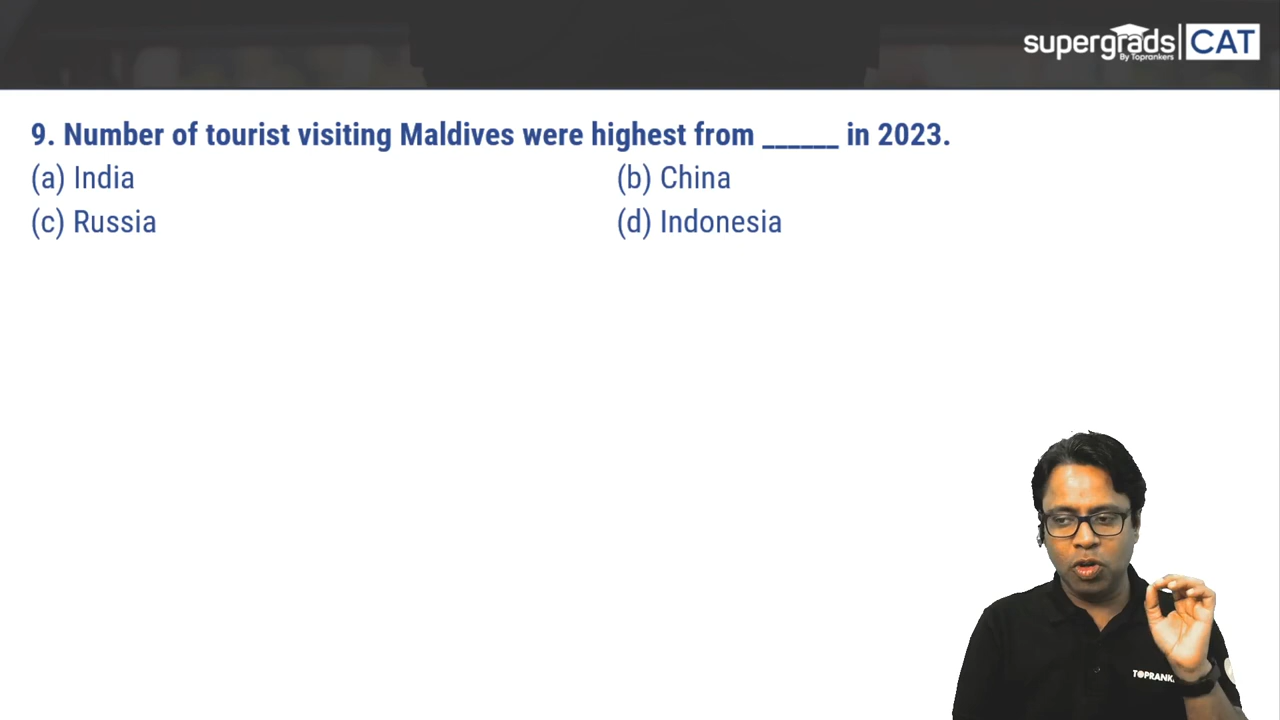 supergrads CAT
By Toprankers
9. Number of tourist visiting Maldives were highest from ______ in 2023.
(a) India (b) China
(c) Russia (d) Indonesia